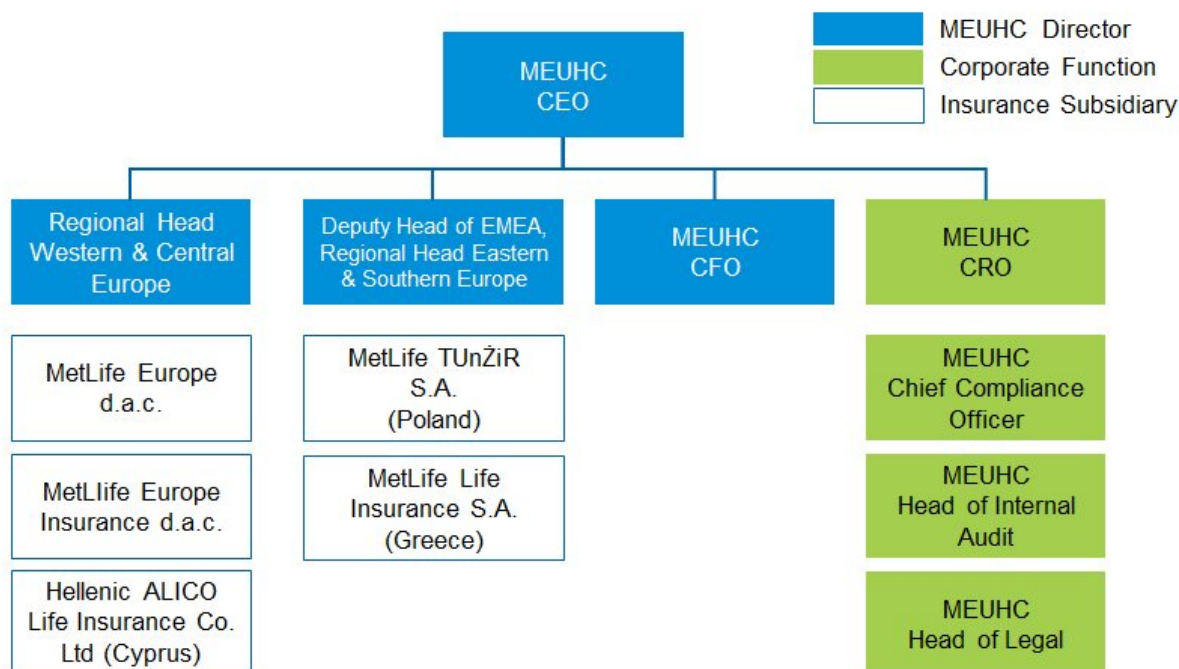 MEUHC Director
Corporate Function
Insurance Subsidiary
MEUHC
CEO
Regional Head
Western & Central
Europe
Deputy Head of EMEA,
Regional Head Eastern
& Southern Europe
MEUHC
CFO
MEUHC
CRO
MetLife Europe
d.a.c.
MetLIife Europe
Insurance d.a.c.
Hellenic ALICO
Life Insurance Co.
Ltd (Cyprus)
MetLife TUnŻiR
S.A.
(Poland)
MetLife Life
Insurance S.A.
(Greece)
MEUHC
Chief Compliance
Officer
MEUHC
Head of Internal
Audit
MEUHC
Head of Legal